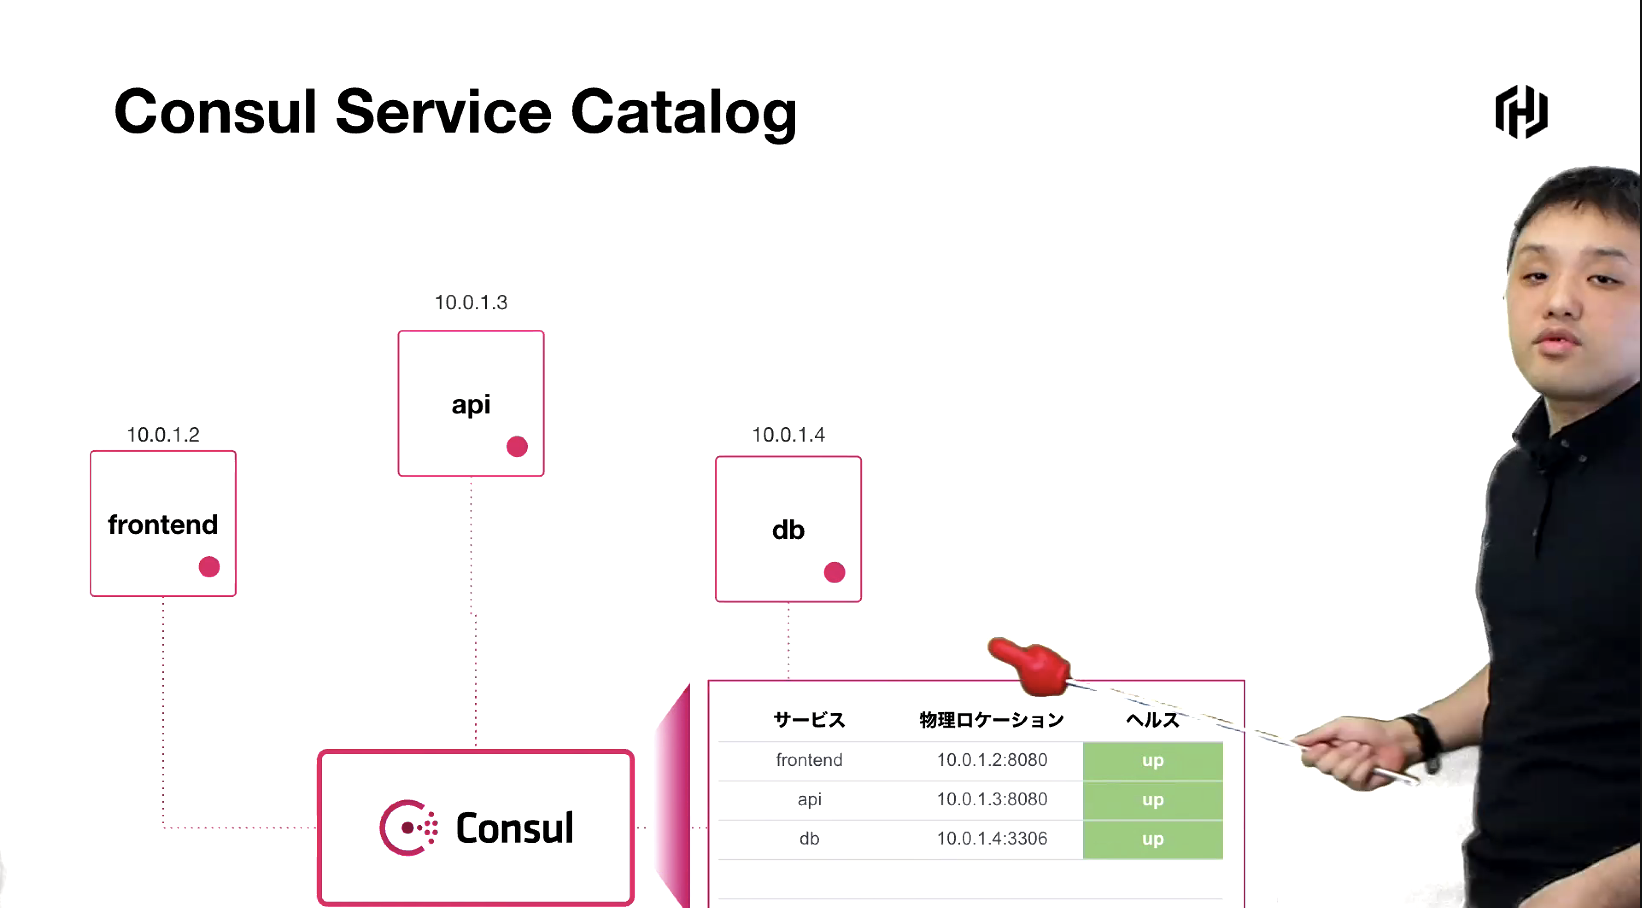 Consul Service Catalog
10.0.1.3
api
10.0.1.2
frontend
10.0.1.4
db
Consul
サービス 物理ロケーション ヘルス
frontend 10.0.1.2:8080 up
api 10.0.1.3:8080 up
db 10.0.1.4:3306 up